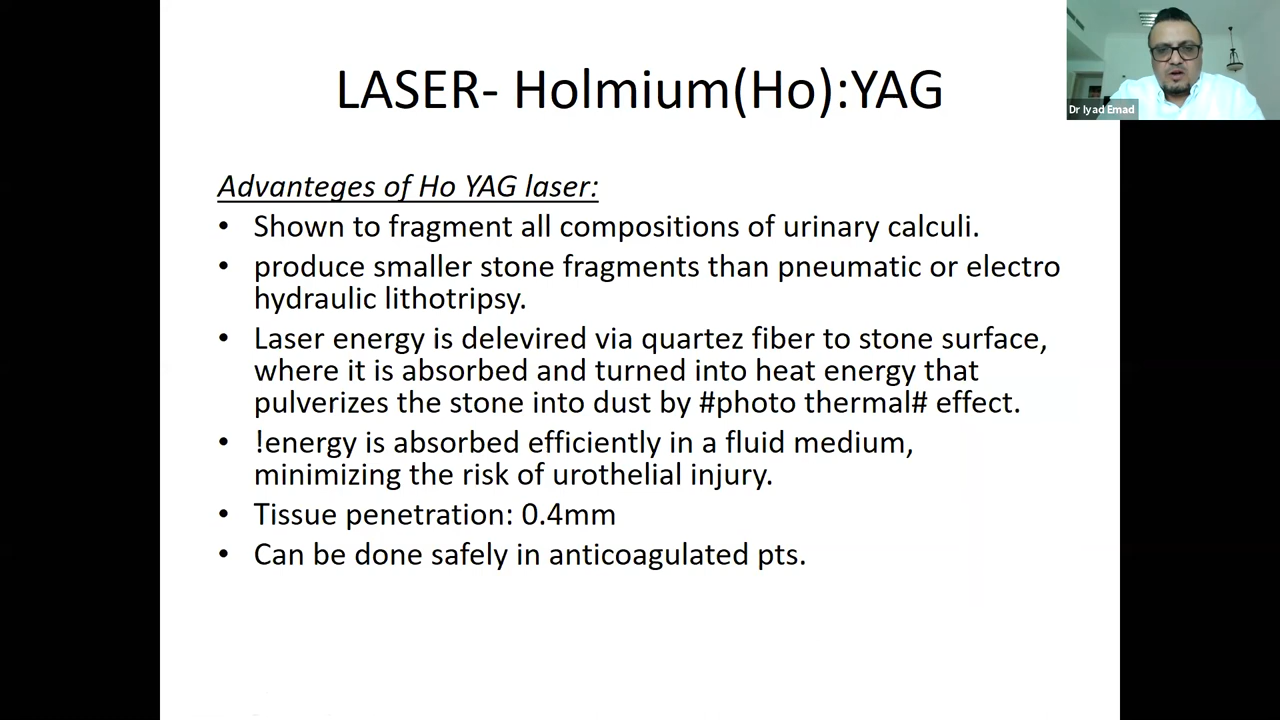 LASER- Holmium(Ho):YAG
Dr Iyad Emad
Advanteges of Ho YAG laser:
• Shown to fragment all compositions of urinary calculi.
• produce smaller stone fragments than pneumatic or electro
hydraulic lithotripsy.
• Laser energy is delevired via quartez fiber to stone surface,
where it is absorbed and turned into heat energy that
pulverizes the stone into dust by #photo thermal# effect.
• !energy is absorbed efficiently in a fluid medium,
minimizing the risk of urothelial injury.
• Tissue penetration: 0.4mm
• Can be done safely in anticoagulated pts.